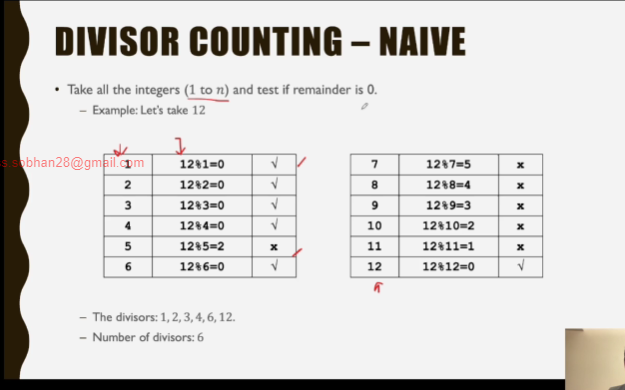 DIVISOR COUNTING – NAIVE
• Take all the integers (1 to n) and test if remainder is 0.
– Example: Let's take 12
1 12%1=0 √
2 12%2=0 √
3 12%3=0 √
4 12%4=0 √
5 12%5=2 x
6 12%6=0 √
7 12%7=5 x
8 12%8=4 x
9 12%9=3 x
10 12%10=2 x
11 12%11=1 x
12 12%12=0 √
s.sobhan28@gmail.com
– The divisors: 1, 2, 3, 4, 6, 12.
– Number of divisors: 6